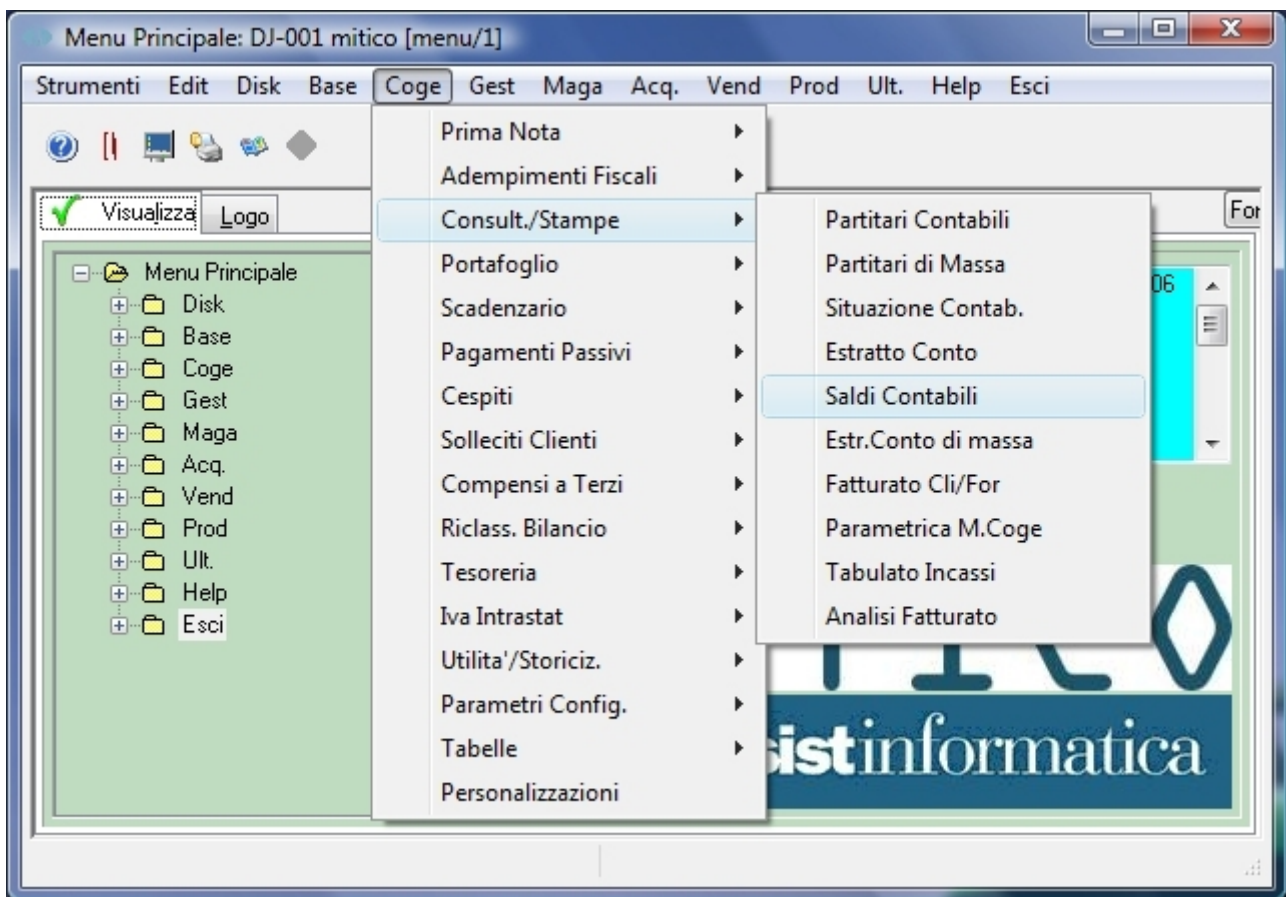 Menu Principale: DJ-001 mitico [menu/1]
Strumenti Edit Disk Base Coge Gest Maga Acq. Vend Prod Ult. Help Esci
Visualizza Logo
Menu Principale
Disk
Base
Coge
Gest
Maga
Acq.
Vend
Prod
Ult.
Help
Esci
Prima Nota
Adempimenti Fiscali
Consult./Stampe
Portafoglio
Scadenzario
Pagamenti Passivi
Cespiti
Solleciti Clienti
Compensi a Terzi
Riclass. Bilancio
Tesoreria
Iva Intrastat
Utilita'/Storiciz.
Parametri Config.
Tabelle
Personalizzazioni
Partitari Contabili
Partitari di Massa
Situazione Contab.
Estratto Conto
Saldi Contabili
Estr.Conto di massa
Fatturato Cli/For
Parametrica M.Coge
Tabulato Incassi
Analisi Fatturato
For
06
sistinformatica